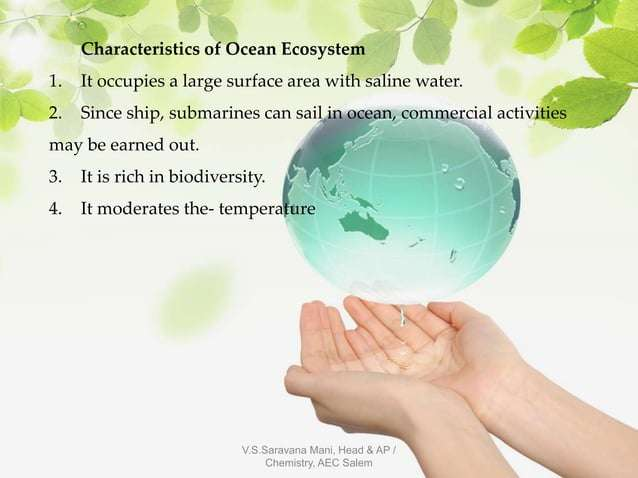 Characteristics of Ocean Ecosystem
1. It occupies a large surface area with saline water.
2. Since ship, submarines can sail in ocean, commercial activities
may be earned out.
3. It is rich in biodiversity.
4. It moderates the- temperature
V.S.Saravana Mani, Head & AP /
Chemistry, AEC Salem